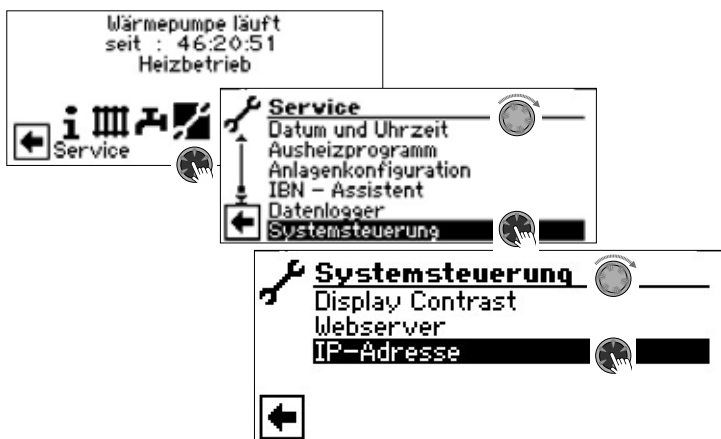 Wärmepumpe läuft
seit : 46:20:51
Heizbetrieb
Service
Service
Datum und Uhrzeit
Ausheizprogramm
Anlagenkonfiguration
IBN - Assistent
Datenlogger
Systemsteuerung
Systemsteuerung
Display Contrast
Webserver
IP-Adresse